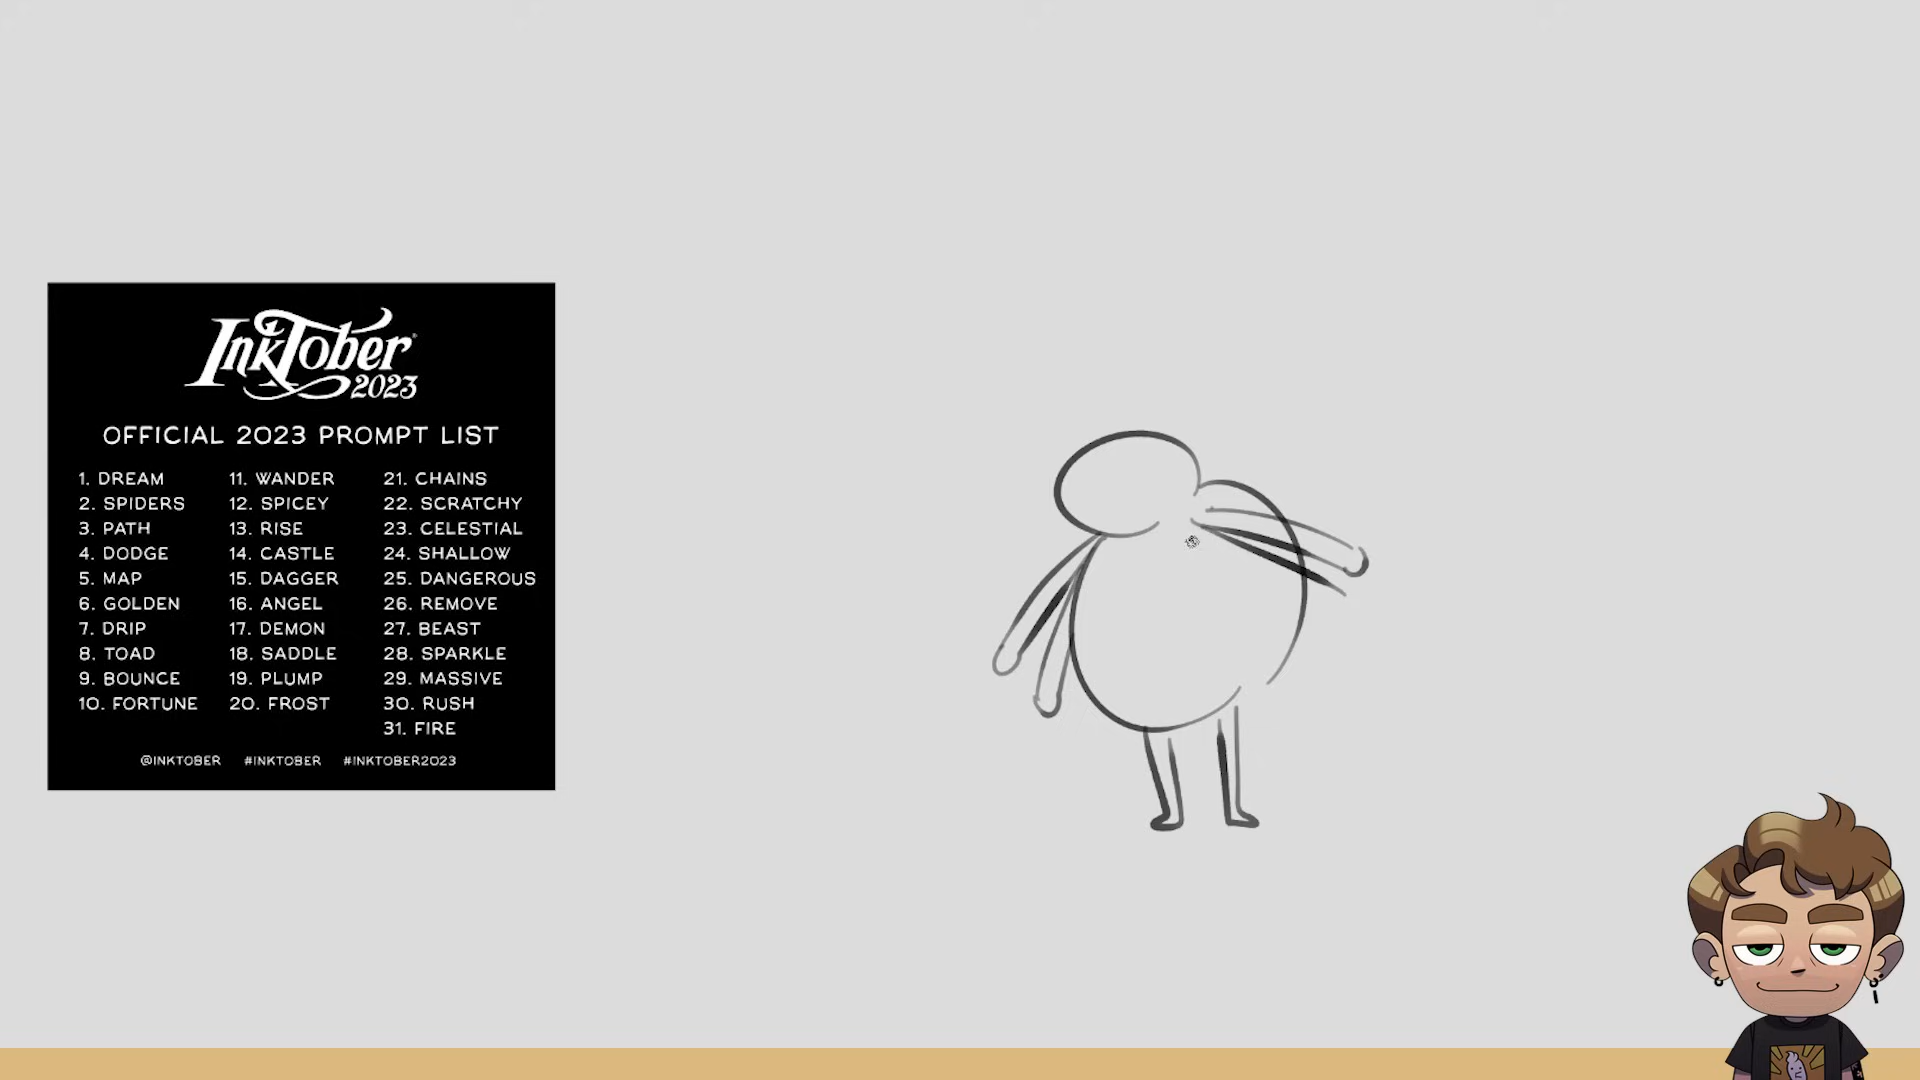 InkTober
2023
OFFICIAL 2023 PROMPT LIST
1. DREAM
2. SPIDERS
3. PATH
4. DODGE
5. MAP
6. GOLDEN
7. DRIP
8. TOAD
9. BOUNCE
10. FORTUNE
11. WANDER
12. SPICEY
13. RISE
14. CASTLE
15. DAGGER
16. ANGEL
17. DEMON
18. SADDLE
19. PLUMP
20. FROST
21. CHAINS
22. SCRATCHY
23. CELESTIAL
24. SHALLOW
25. DANGEROUS
26. REMOVE
27. BEAST
28. SPARKLE
29. MASSIVE
30. RUSH
31. FIRE
@INKTOBER #INKTOBER #INKTOBER2023